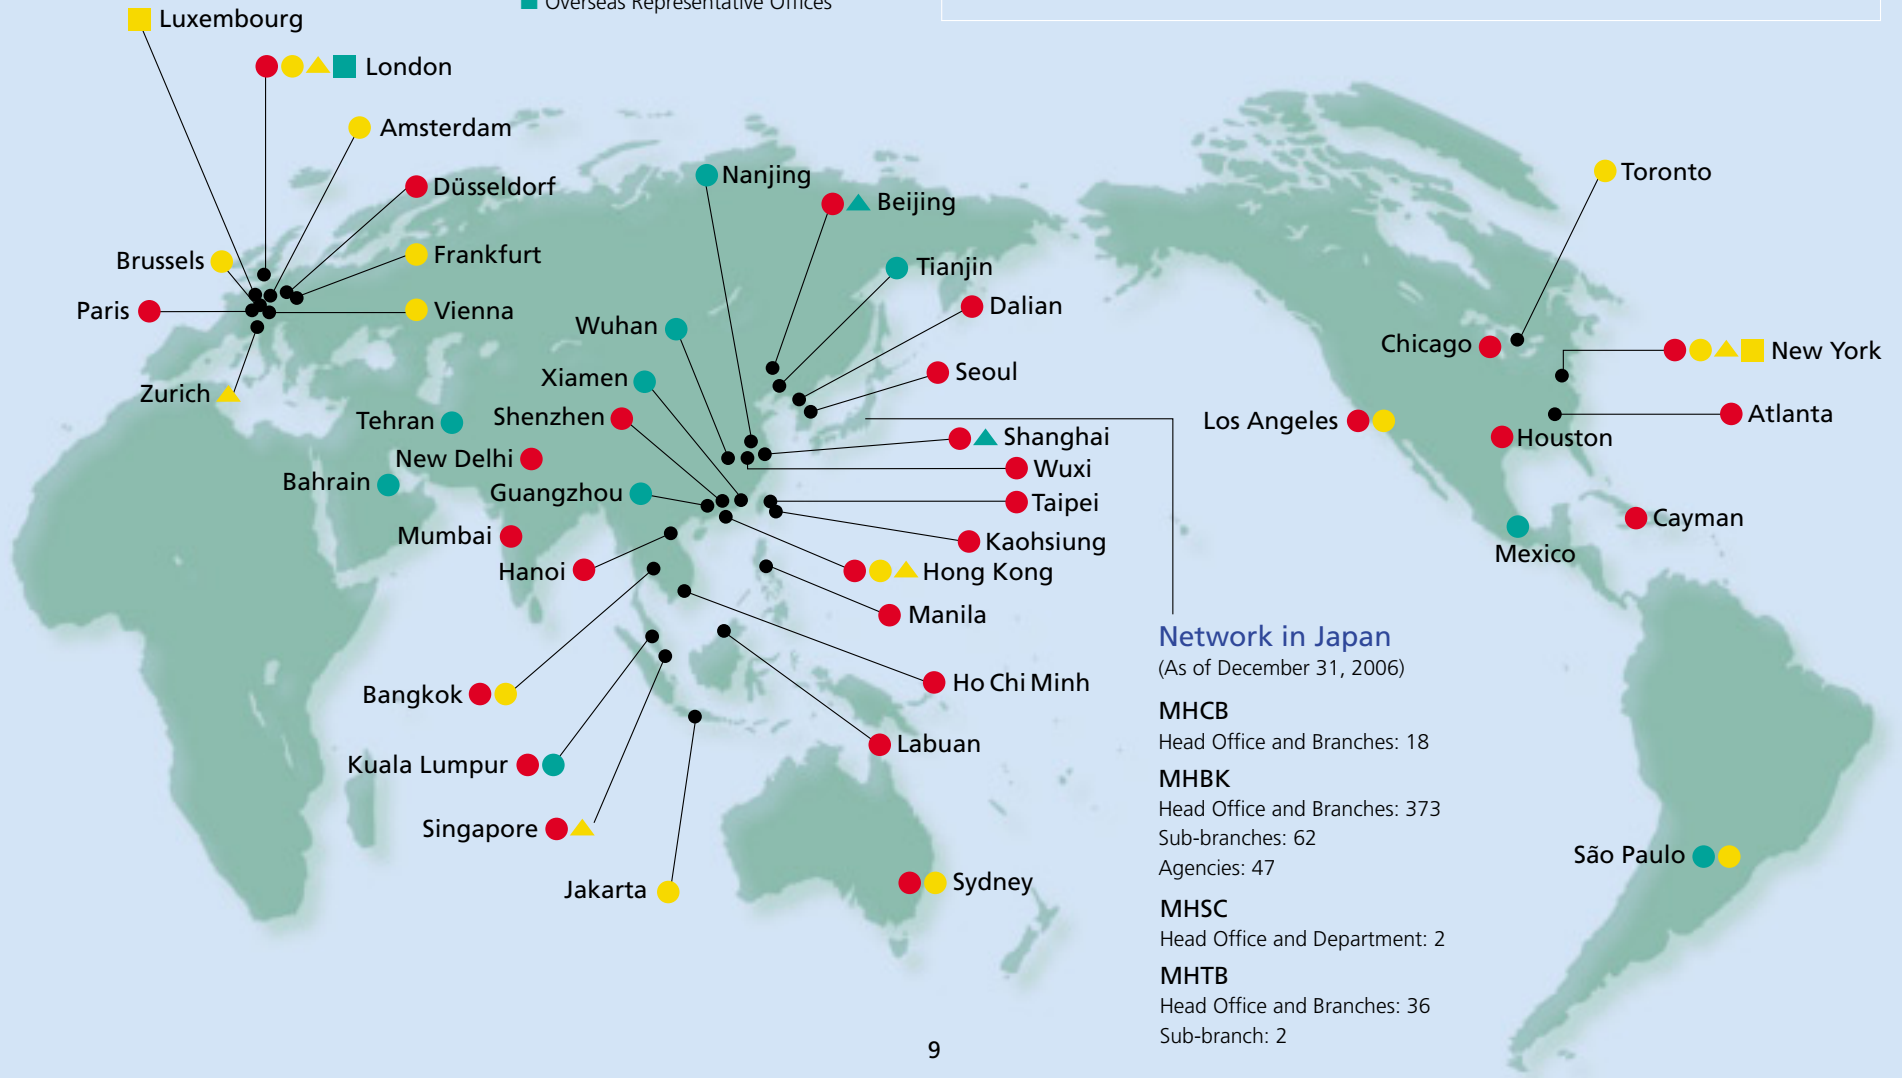 Overseas Representative Offices
Luxembourg
London
Amsterdam
Düsseldorf
Brussels
Frankfurt
Paris
Vienna
Zurich
Nanjing
Beijing
Tianjin
Dalian
Wuhan
Seoul
Xiamen
Tehran
Shenzhen
Shanghai
New Delhi
Wuxi
Bahrain
Guangzhou
Taipei
Mumbai
Kaohsiung
Hanoi
Hong Kong
Manila
Ho Chi Minh
Bangkok
Labuan
Kuala Lumpur
Singapore
Jakarta
Sydney
Toronto
Chicago
New York
Los Angeles
Atlanta
Houston
Cayman
Mexico
São Paulo
Network in Japan
(As of December 31, 2006)
MHCB
Head Office and Branches: 18
MHBK
Head Office and Branches: 373
Sub-branches: 62
Agencies: 47
MHSC
Head Office and Department: 2
MHTB
Head Office and Branches: 36
Sub-branch: 2
9